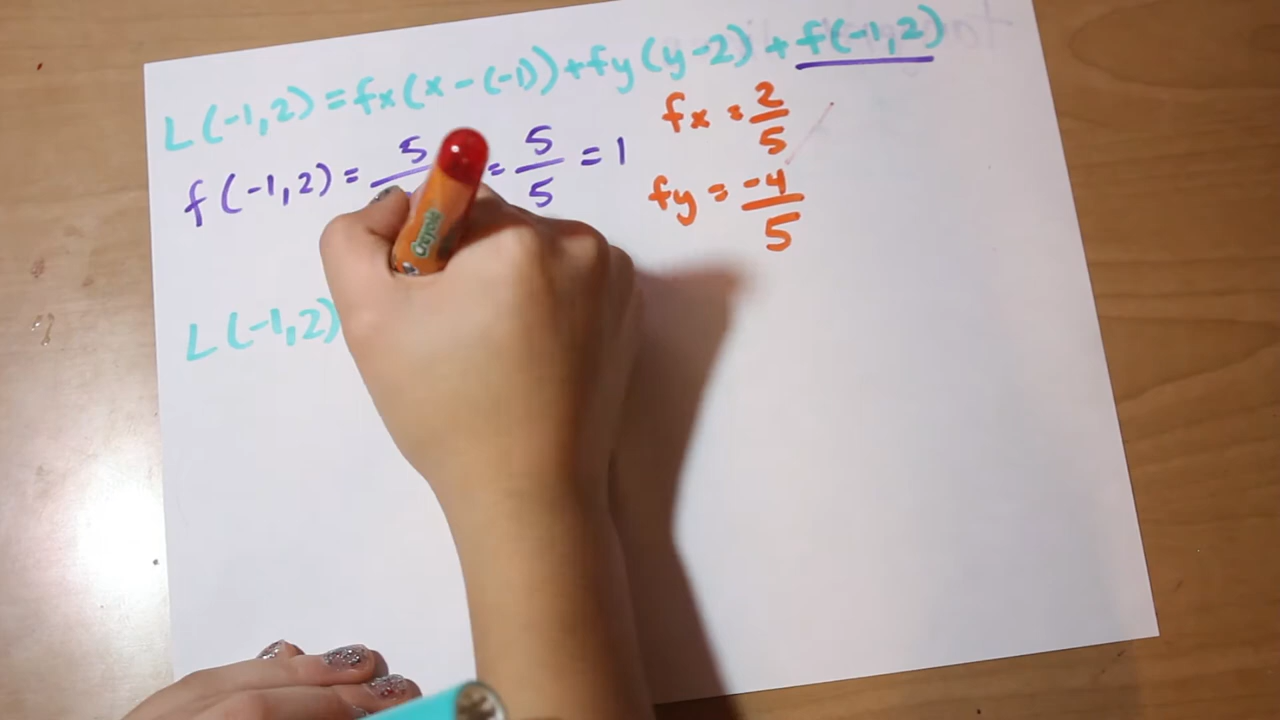 L(-1,2) = fx(x-(-1)) + fy(y-2) + f(-1,2)
f(-1,2) = 5 = 5/5 = 1
fx = 2/5
fy = -4/5
L(-1,2)
Crayola